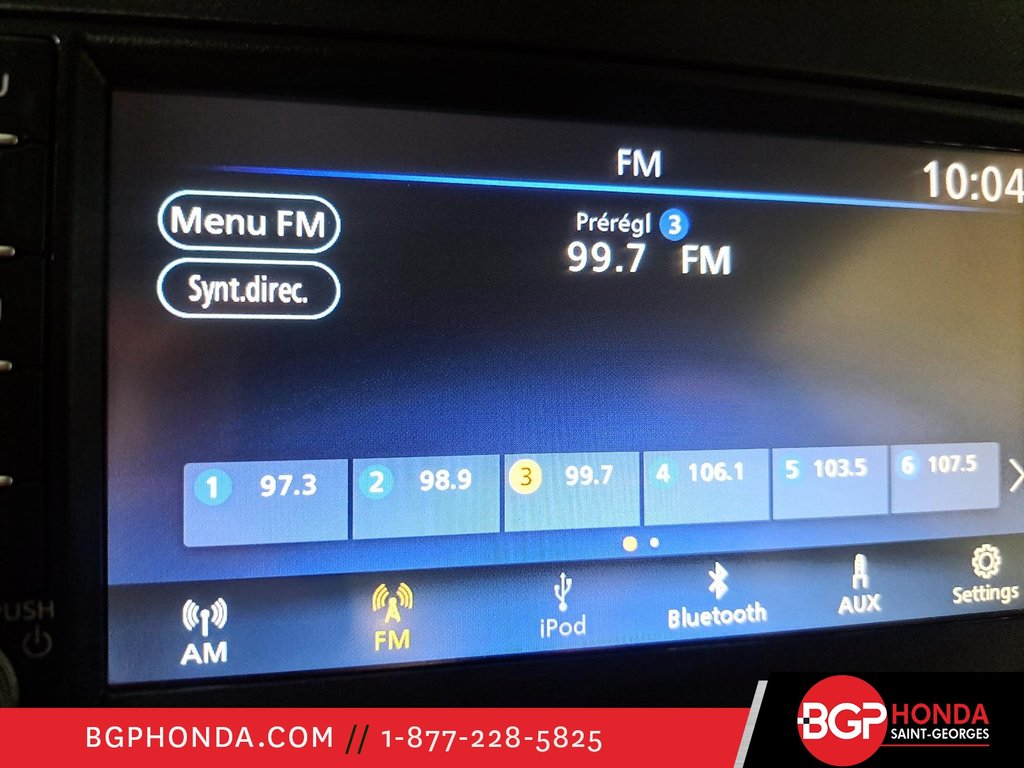 FM
10:04
Menu FM
Prérégl 3
99.7 FM
Synt.direc.
1 97.3
2 98.9
3 99.7
4 106.1
5 103.5
6 107.5
AM
FM
iPod
Bluetooth
AUX
Settings
PUSH
BGPHONDA.COM // 1-877-228-5825
BGP HONDA
SAINT-GEORGES